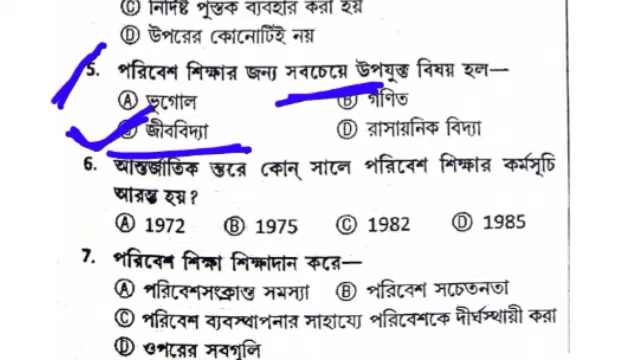 Ⓒ নির্দিষ্ট পুস্তক ব্যবহার করা হয়
Ⓓ উপরের কোনোটিই নয়
5. পরিবেশ শিক্ষার জন্য সবচেয়ে উপযুক্ত বিষয় হল—
Ⓐ ভূগোল Ⓑ গণিত
জীববিদ্যা Ⓓ রাসায়নিক বিদ্যা
6. আন্তর্জাতিক স্তরে কোন্ সালে পরিবেশ শিক্ষার কর্মসূচি
আরম্ভ হয়?
Ⓐ 1972 Ⓑ 1975 Ⓒ 1982 Ⓓ 1985
7. পরিবেশ শিক্ষা শিক্ষাদান করে—
Ⓐ পরিবেশসংক্রান্ত সমস্যা Ⓑ পরিবেশ সচেতনতা
Ⓒ পরিবেশ ব্যবস্থাপনার সাহায্যে পরিবেশকে দীর্ঘস্থায়ী করা
Ⓓ ওপরের সবগুলি